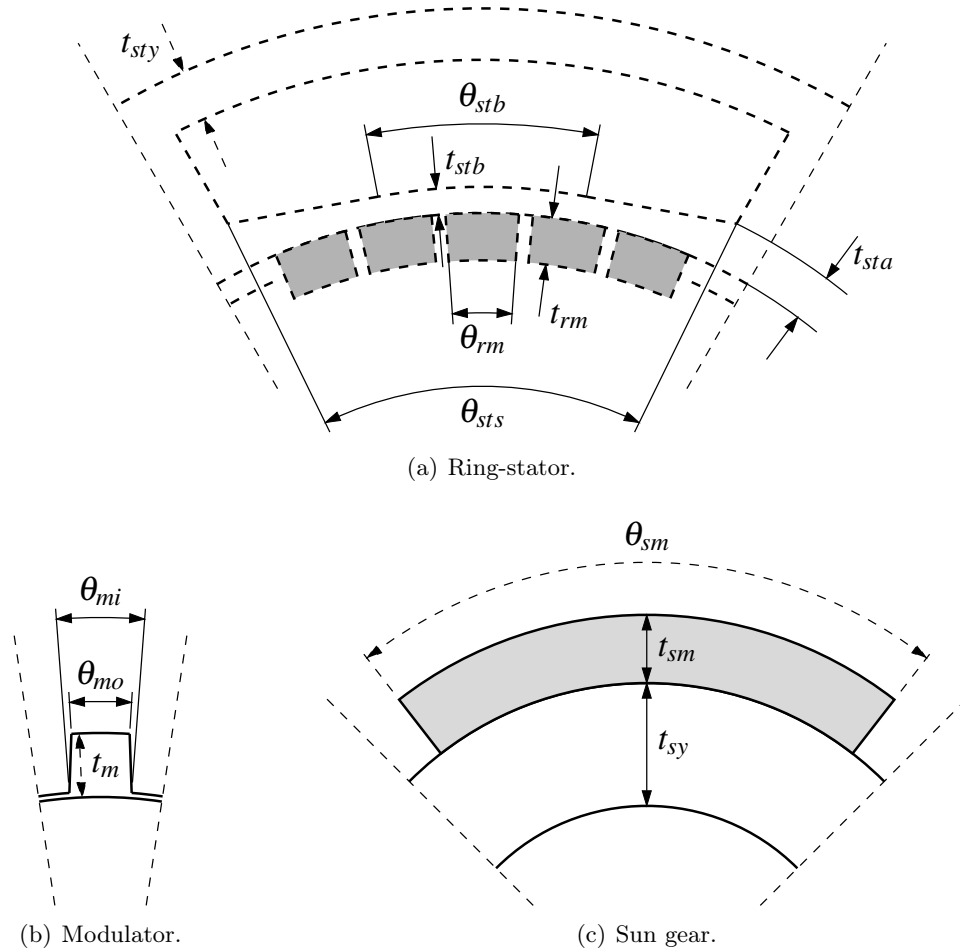 t_sty
θ_stb
t_stb
t_sta
t_rm
θ_rm
θ_sts
(a) Ring-stator.
θ_sm
θ_mi
t_sm
θ_mo
t_sy
t_m
(b) Modulator.
(c) Sun gear.